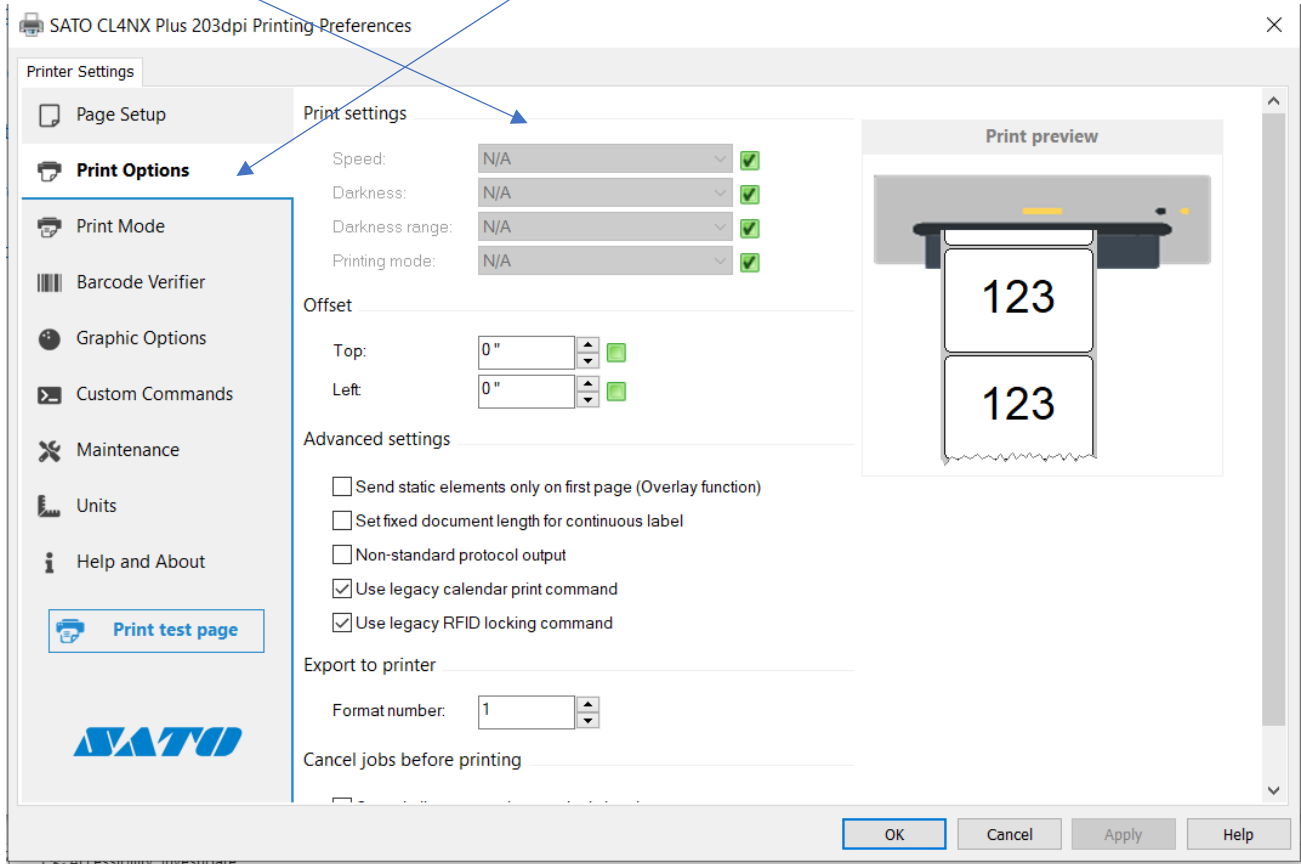 SATO CL4NX Plus 203dpi Printing Preferences
Printer Settings
Page Setup
Print Options
Print Mode
Barcode Verifier
Graphic Options
Custom Commands
Maintenance
Units
Help and About
Print test page
SATO
Print settings
Speed: N/A
Darkness: N/A
Darkness range: N/A
Printing mode: N/A
Offset
Top: 0 "
Left: 0 "
Advanced settings
Send static elements only on first page (Overlay function)
Set fixed document length for continuous label
Non-standard protocol output
Use legacy calendar print command
Use legacy RFID locking command
Export to printer
Format number: 1
Cancel jobs before printing
Print preview
123
123
OK Cancel Apply Help